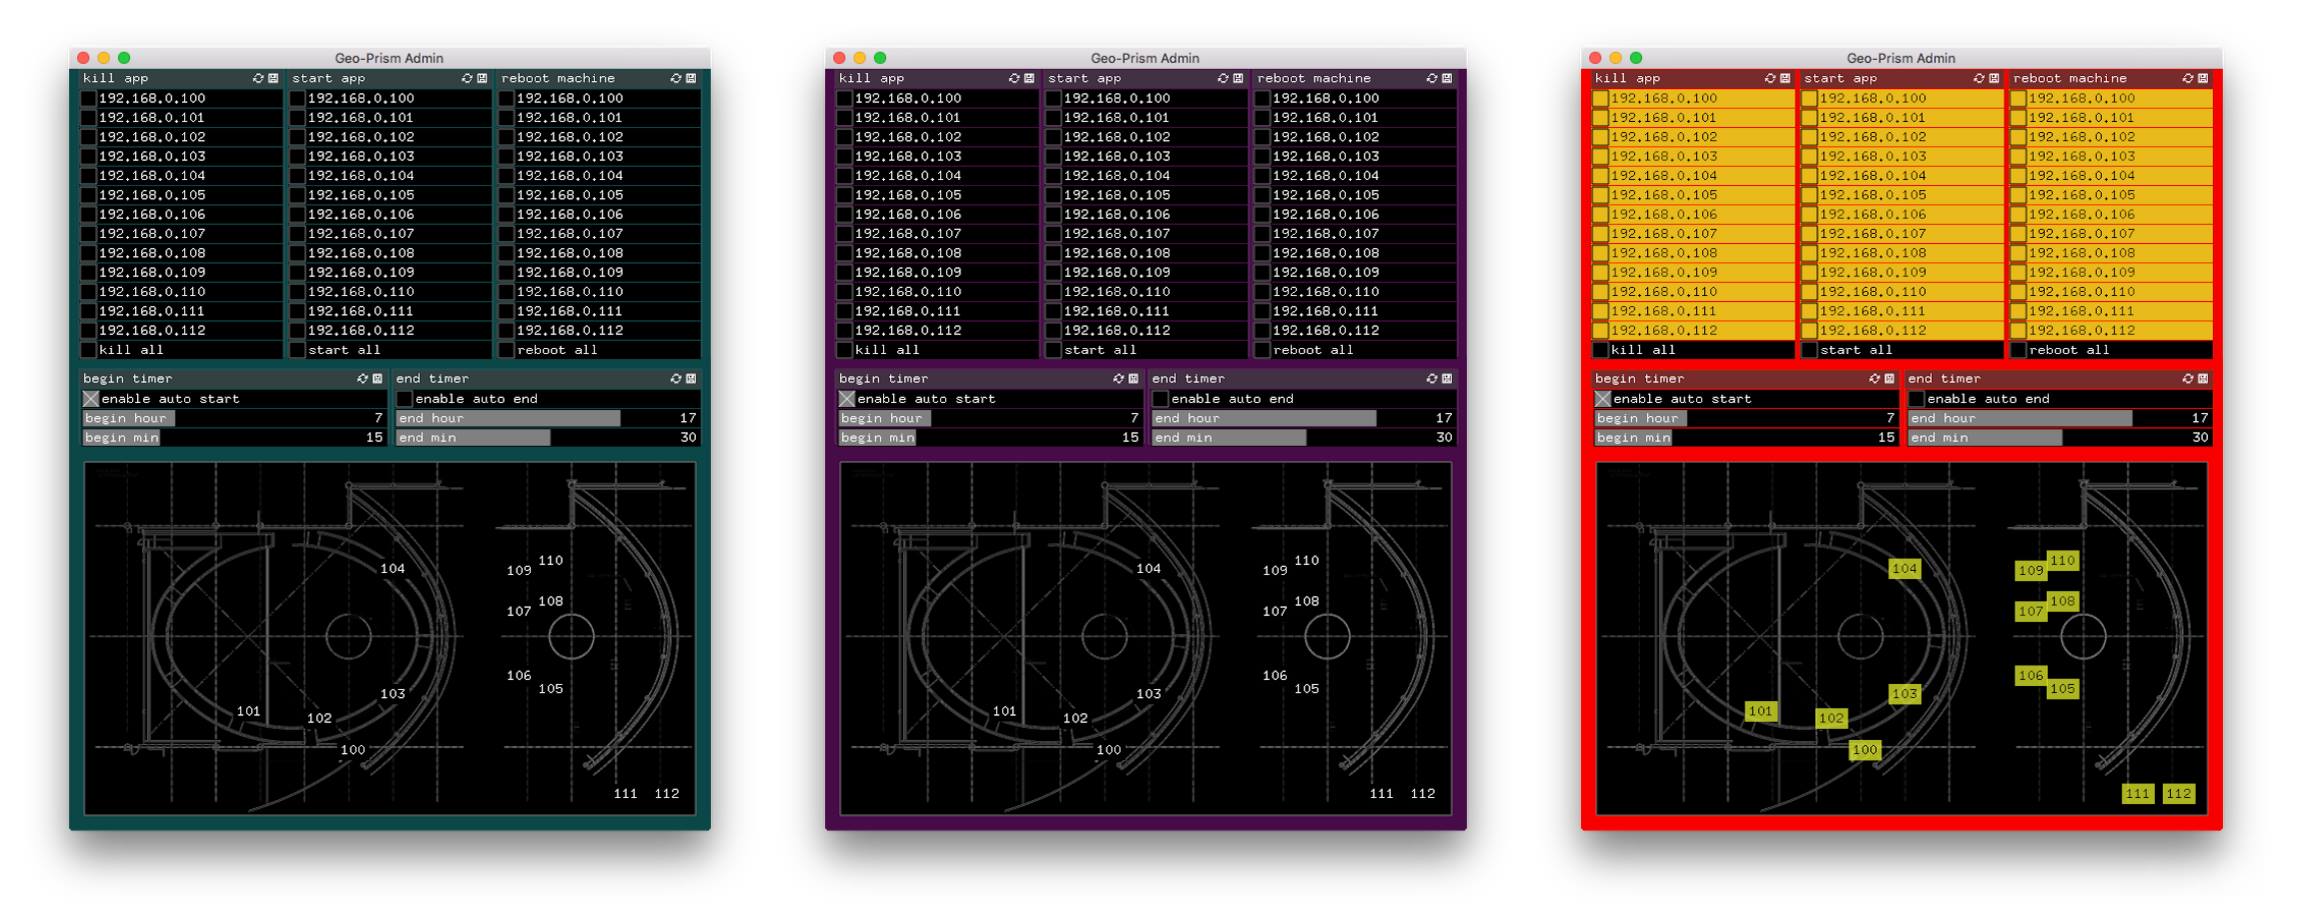 Geo-Prism Admin
kill app start app reboot machine
192.168.0.100 192.168.0.100 192.168.0.100
192.168.0.101 192.168.0.101 192.168.0.101
192.168.0.102 192.168.0.102 192.168.0.102
192.168.0.103 192.168.0.103 192.168.0.103
192.168.0.104 192.168.0.104 192.168.0.104
192.168.0.105 192.168.0.105 192.168.0.105
192.168.0.106 192.168.0.106 192.168.0.106
192.168.0.107 192.168.0.107 192.168.0.107
192.168.0.108 192.168.0.108 192.168.0.108
192.168.0.109 192.168.0.109 192.168.0.109
192.168.0.110 192.168.0.110 192.168.0.110
192.168.0.111 192.168.0.111 192.168.0.111
192.168.0.112 192.168.0.112 192.168.0.112
kill all start all reboot all
begin timer end timer
enable auto start enable auto end
begin hour 7 end hour 17
begin min 15 end min 30
110
104 109
108
107
106
103 105
101
102
100
111 112
Geo-Prism Admin
kill app start app reboot machine
192.168.0.100 192.168.0.100 192.168.0.100
192.168.0.101 192.168.0.101 192.168.0.101
192.168.0.102 192.168.0.102 192.168.0.102
192.168.0.103 192.168.0.103 192.168.0.103
192.168.0.104 192.168.0.104 192.168.0.104
192.168.0.105 192.168.0.105 192.168.0.105
192.168.0.106 192.168.0.106 192.168.0.106
192.168.0.107 192.168.0.107 192.168.0.107
192.168.0.108 192.168.0.108 192.168.0.108
192.168.0.109 192.168.0.109 192.168.0.109
192.168.0.110 192.168.0.110 192.168.0.110
192.168.0.111 192.168.0.111 192.168.0.111
192.168.0.112 192.168.0.112 192.168.0.112
kill all start all reboot all
begin timer end timer
enable auto start enable auto end
begin hour 7 end hour 17
begin min 15 end min 30
110
104 109
108
107
106
103 105
101
102
100
111 112
Geo-Prism Admin
kill app start app reboot machine
192.168.0.100 192.168.0.100 192.168.0.100
192.168.0.101 192.168.0.101 192.168.0.101
192.168.0.102 192.168.0.102 192.168.0.102
192.168.0.103 192.168.0.103 192.168.0.103
192.168.0.104 192.168.0.104 192.168.0.104
192.168.0.105 192.168.0.105 192.168.0.105
192.168.0.106 192.168.0.106 192.168.0.106
192.168.0.107 192.168.0.107 192.168.0.107
192.168.0.108 192.168.0.108 192.168.0.108
192.168.0.109 192.168.0.109 192.168.0.109
192.168.0.110 192.168.0.110 192.168.0.110
192.168.0.111 192.168.0.111 192.168.0.111
192.168.0.112 192.168.0.112 192.168.0.112
kill all start all reboot all
begin timer end timer
enable auto start enable auto end
begin hour 7 end hour 17
begin min 15 end min 30
110
104 109
108
107
106
103 105
101
102
100
111 112